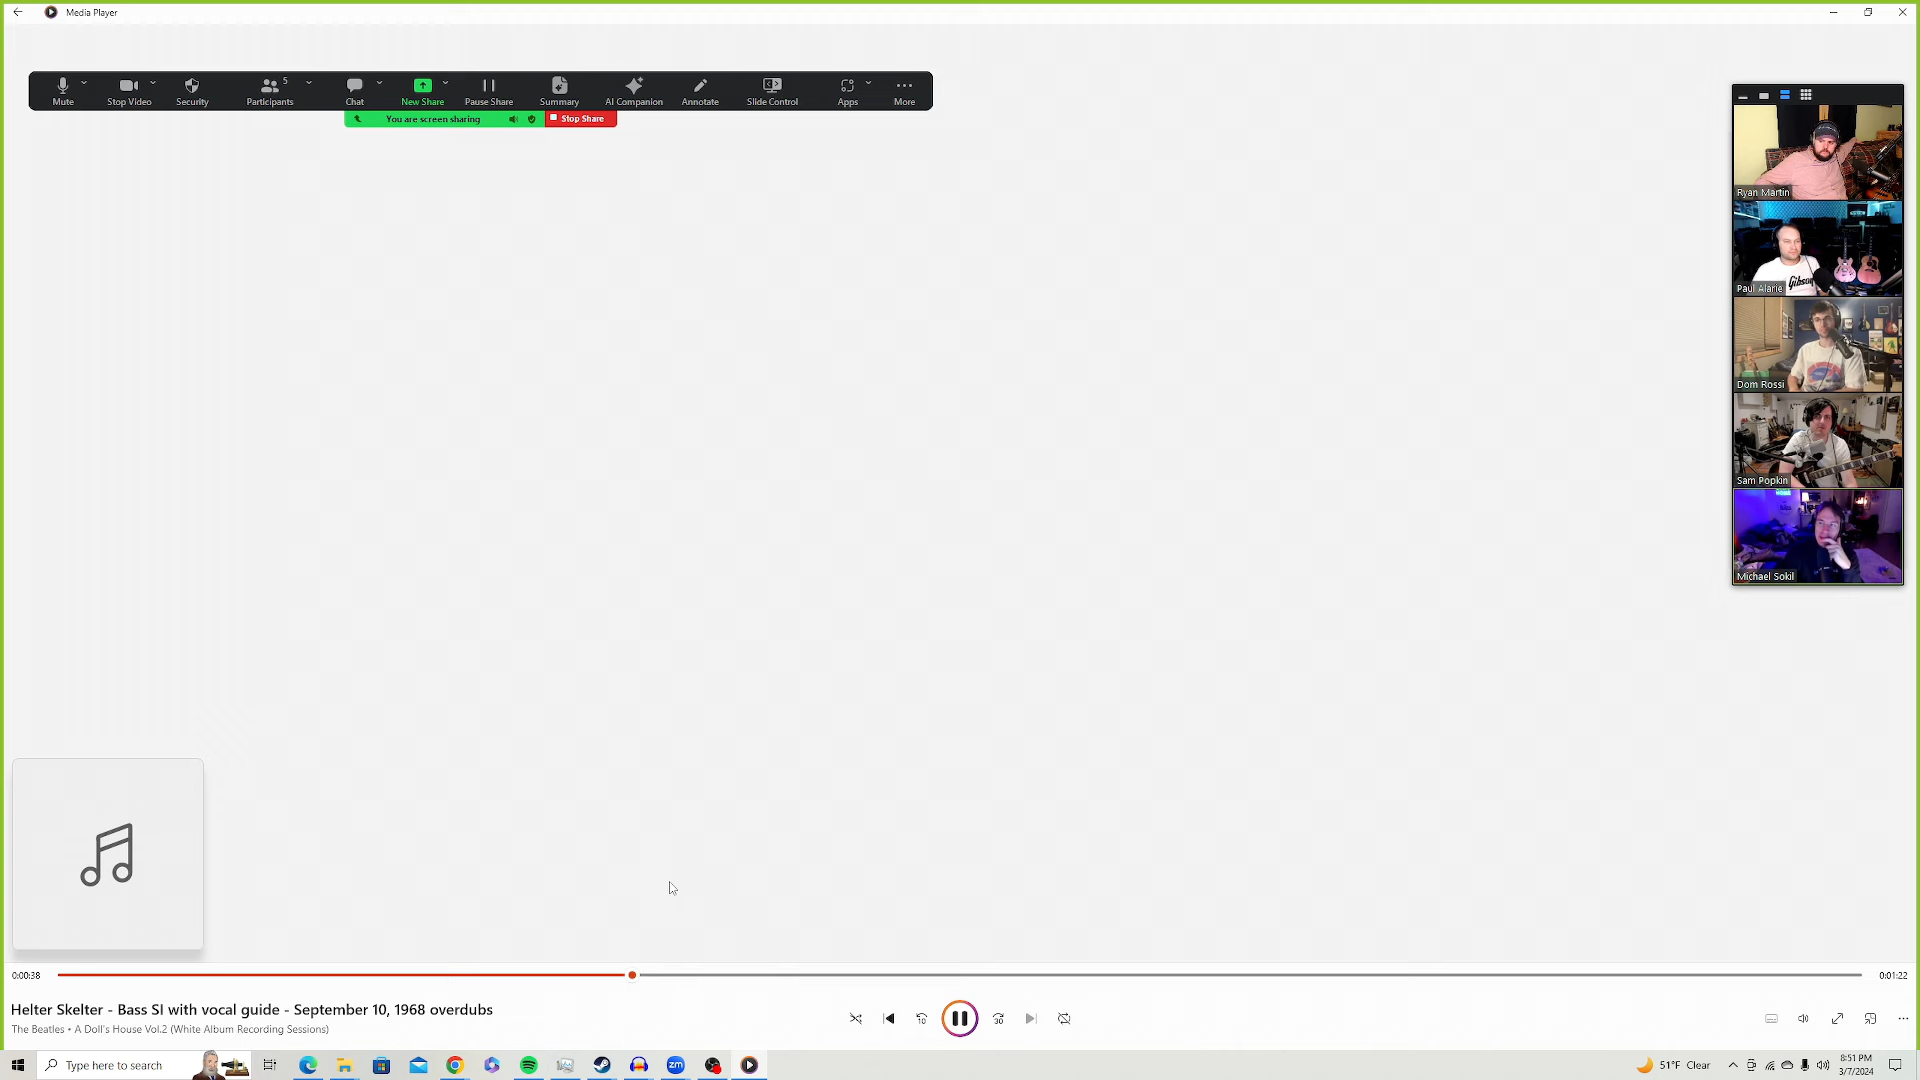 Media Player
Mute
Stop Video
Security
5
Participants
Chat
New Share
Pause Share
Summary
AI Companion
Annotate
Slide Control
Apps
More
You are screen sharing
Stop Share
Ryan Martin
Gibson
Paul Alarie
Dom Rossi
Sam Popkin
Michael Sokil
0:00:38
0:01:22
Helter Skelter - Bass SI with vocal guide - September 10, 1968 overdubs
The Beatles • A Doll's House Vol.2 (White Album Recording Sessions)
10
30
Type here to search
zm
51°F Clear
8:51 PM
3/7/2024